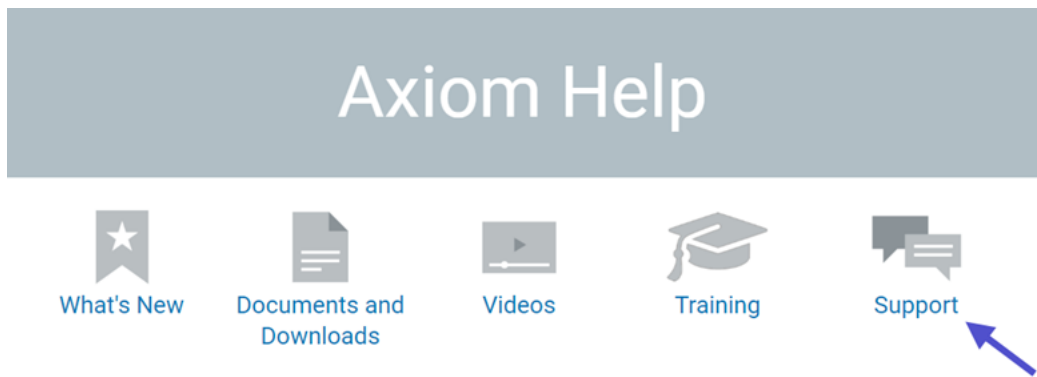 Axiom Help
What's New
Documents and
Downloads
Videos
Training
Support